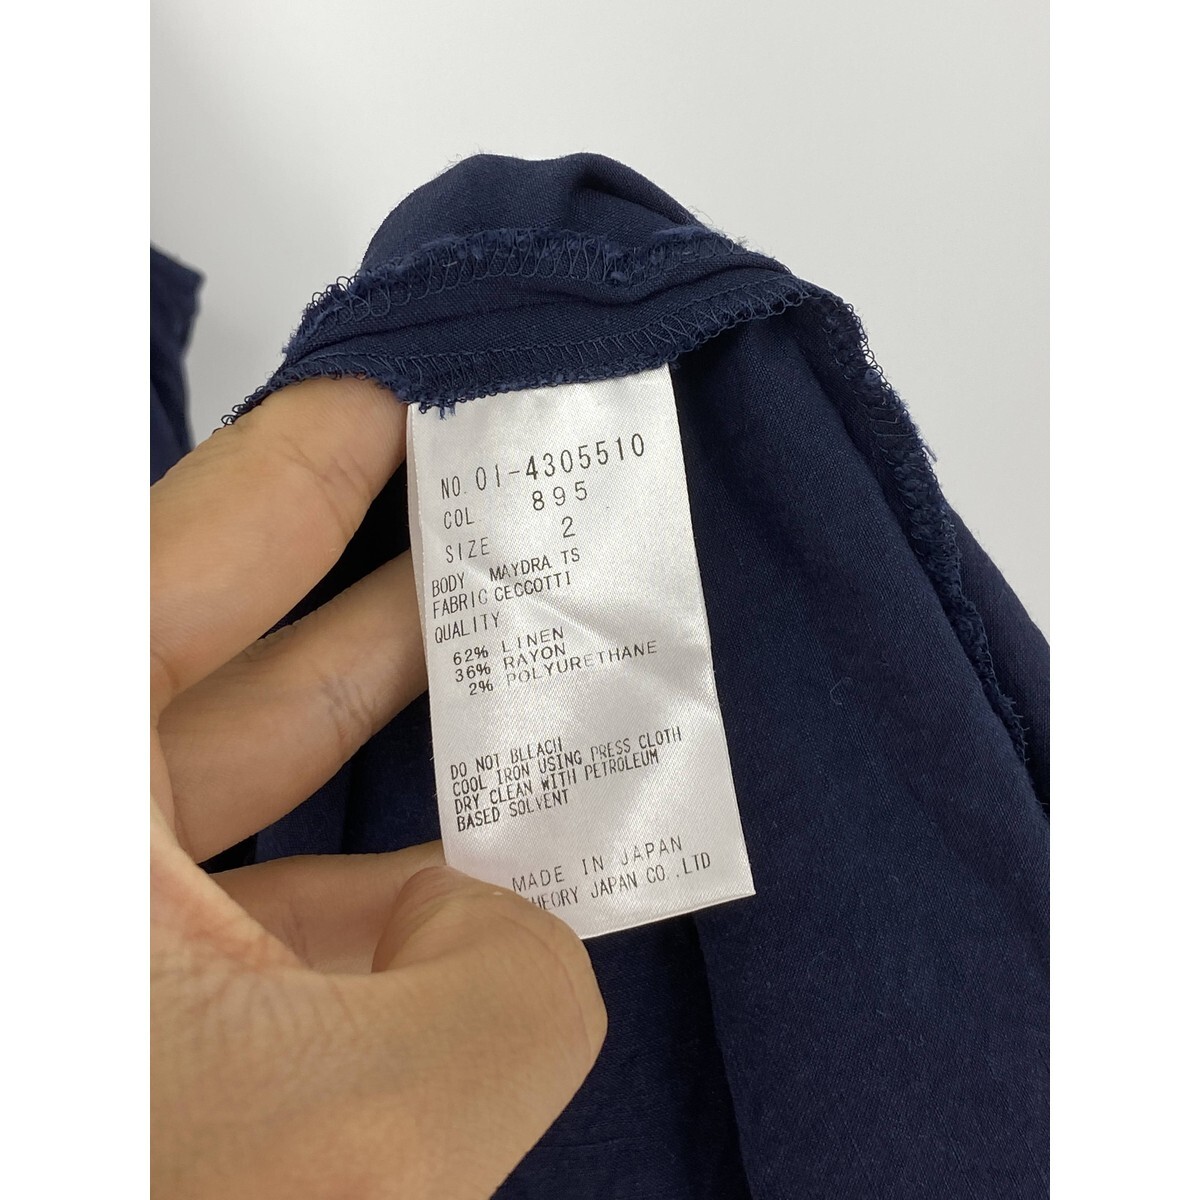 NO. 01-4305510
COL 895
SIZE 2
BODY MAYDRA TS
FABRIC CECCOTTI
QUALITY
62% LINEN
36% RAYON
2% POLYURETHANE
DO NOT BLEACH
COOL IRON USING PRESS CLOTH
DRY CLEAN WITH PETROLEUM
BASED SOLVENT
MADE IN JAPAN
HEORY JAPAN CO.,LTD